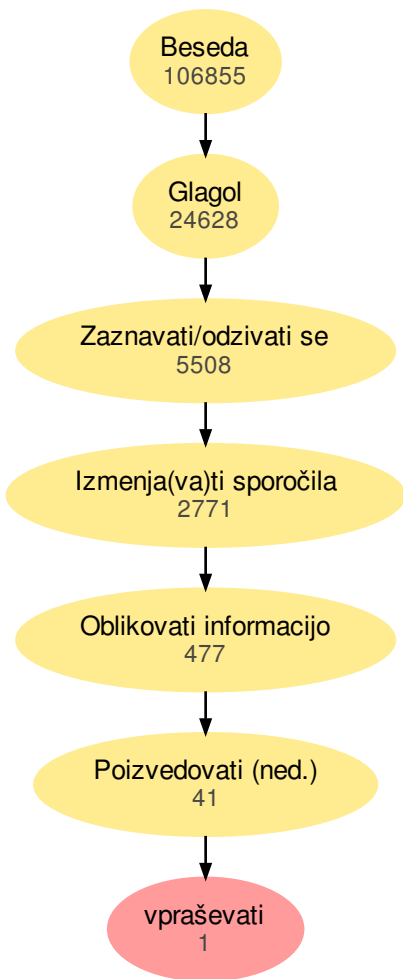 Beseda
106855
Glagol
24628
Zaznavati/odzivati se
5508
Izmenja(va)ti sporočila
2771
Oblikovati informacijo
477
Poizvedovati (ned.)
41
vpraševati
1